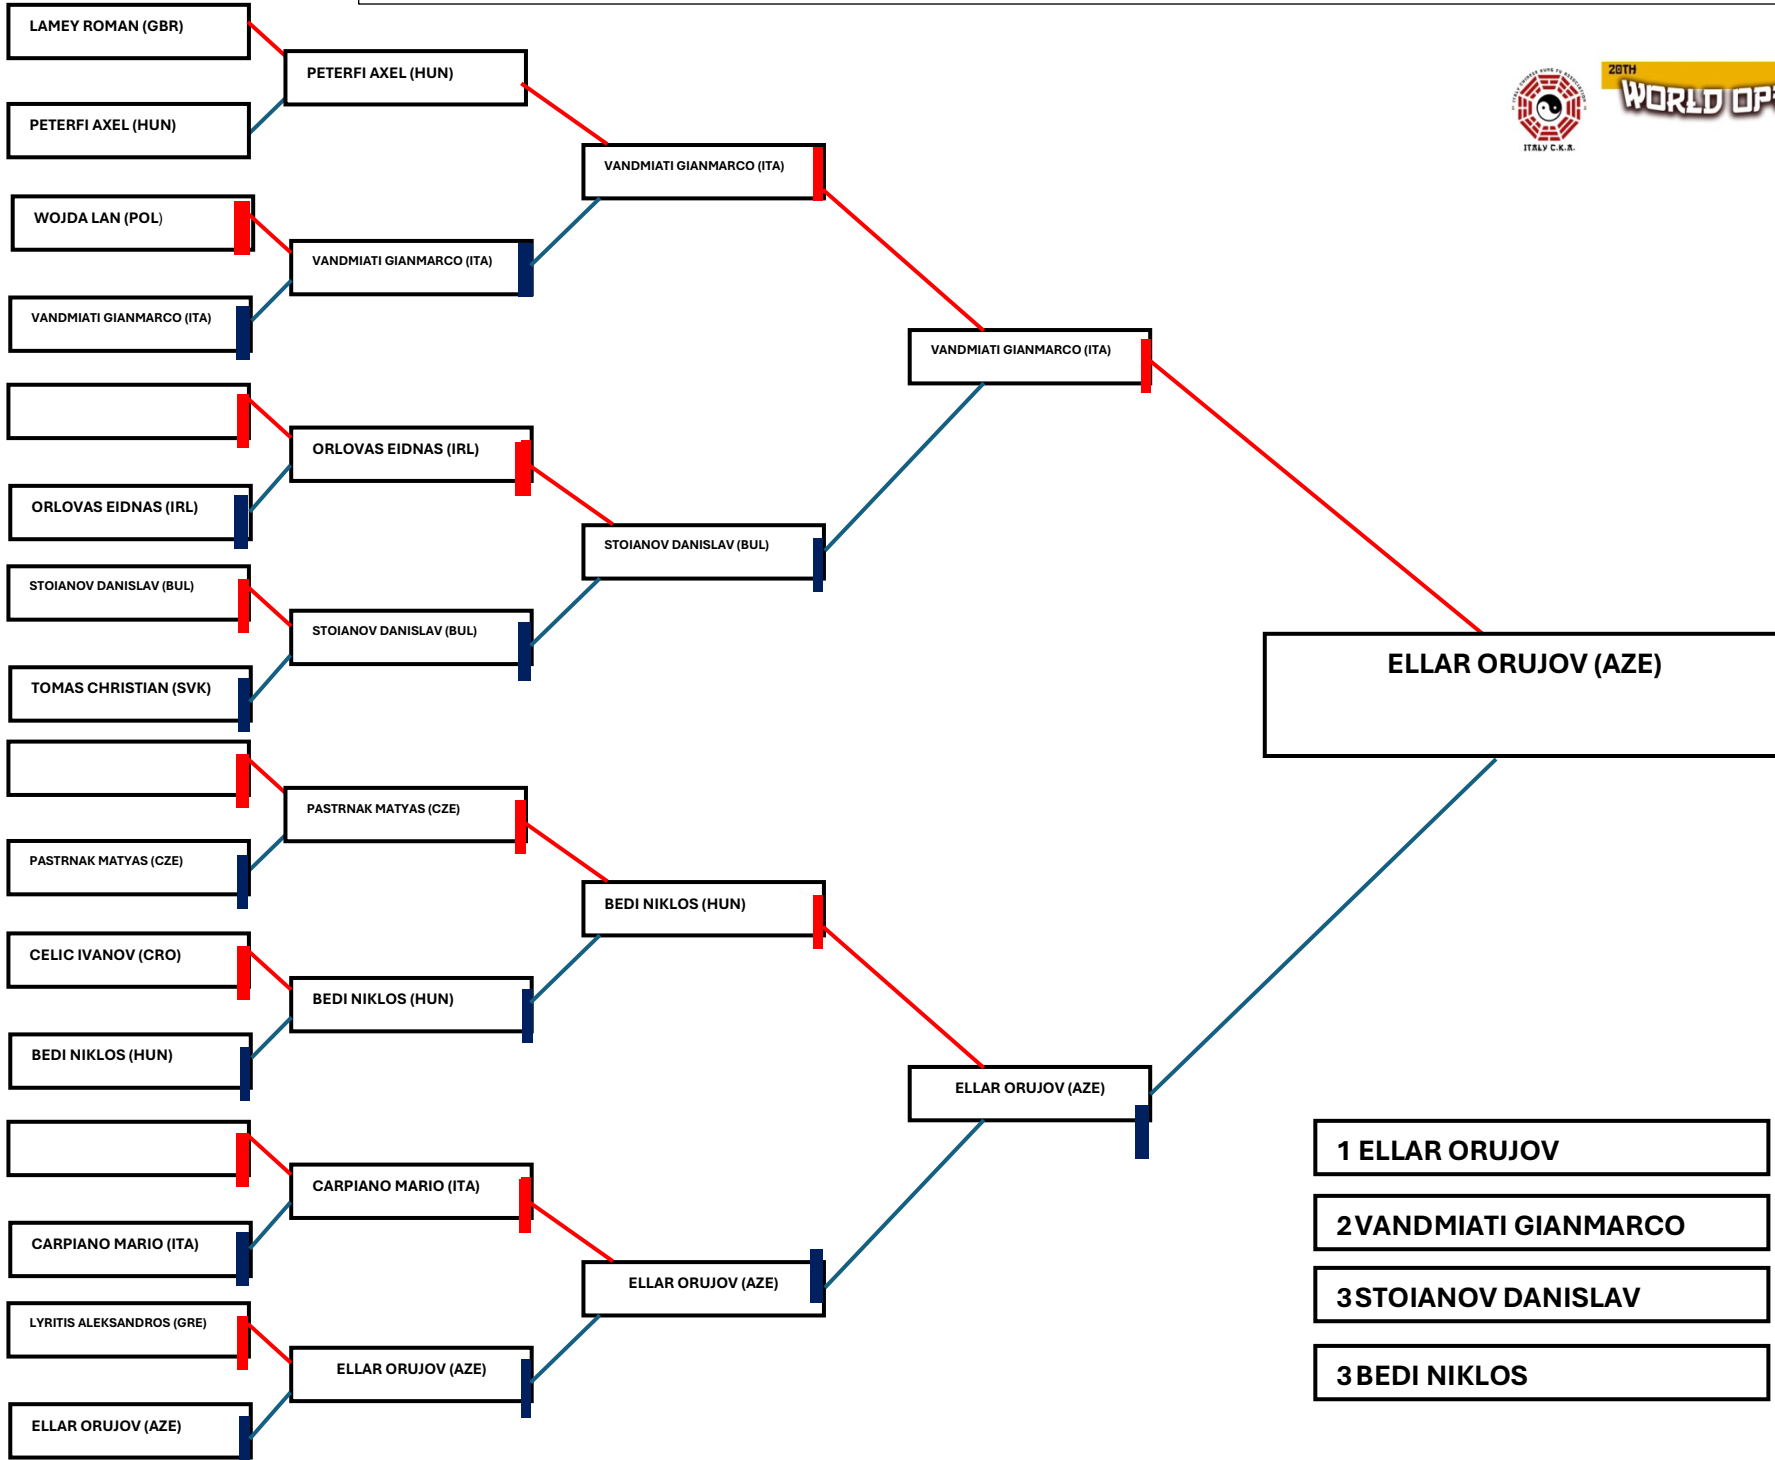 LAMEY ROMAN (GBR)
PETERFI AXEL (HUN)
WOJDA LAN (POL)
VANDMIATI GIANMARCO (ITA)
ORLOVAS EIDNAS (IRL)
STOIANOV DANISLAV (BUL)
TOMAS CHRISTIAN (SVK)
PASTRNAK MATYAS (CZE)
CELIC IVANOV (CRO)
BEDI NIKLOS (HUN)
CARPIANO MARIO (ITA)
LYRITIS ALEKSANDROS (GRE)
ELLAR ORUJOV (AZE)
PETERFI AXEL (HUN)
VANDMIATI GIANMARCO (ITA)
ORLOVAS EIDNAS (IRL)
STOIANOV DANISLAV (BUL)
PASTRNAK MATYAS (CZE)
BEDI NIKLOS (HUN)
CARPIANO MARIO (ITA)
ELLAR ORUJOV (AZE)
VANDMIATI GIANMARCO (ITA)
STOIANOV DANISLAV (BUL)
BEDI NIKLOS (HUN)
ELLAR ORUJOV (AZE)
VANDMIATI GIANMARCO (ITA)
ELLAR ORUJOV (AZE)
ELLAR ORUJOV (AZE)
ITALY C.K.A.
20TH
WORLD OPE
1 ELLAR ORUJOV
2 VANDMIATI GIANMARCO
3 STOIANOV DANISLAV
3 BEDI NIKLOS